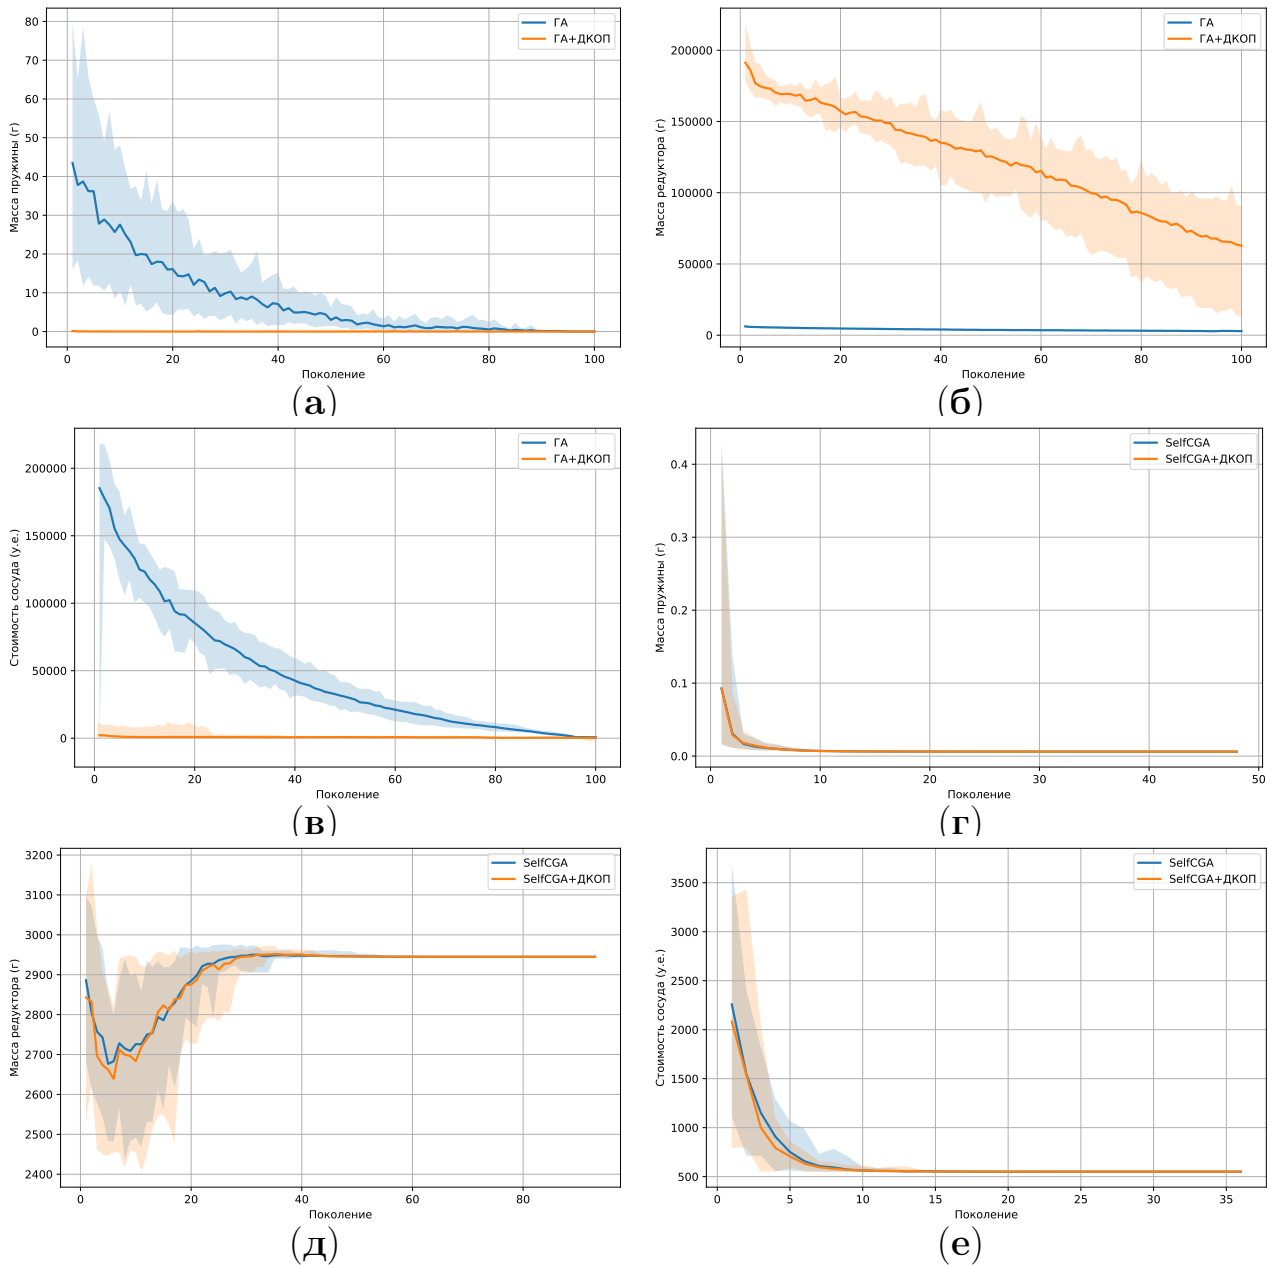 ГА
ГА+ДКОП
80
70
60
50
40
30
20
10
0
Масса пружины (г)
0 20 40 60 80 100
Поколение
(а)
ГА
ГА+ДКОП
200000
150000
100000
50000
0
Масса редуктора (г)
0 20 40 60 80 100
Поколение
(б)
ГА
ГА+ДКОП
200000
150000
100000
50000
0
Стоимость сосуда (у.е.)
0 20 40 60 80 100
Поколение
(в)
SelfCGA
SelfCGA+ДКОП
0.4
0.3
0.2
0.1
0.0
Масса пружины (г)
0 10 20 30 40 50
Поколение
(г)
SelfCGA
SelfCGA+ДКОП
3200
3100
3000
2900
2800
2700
2600
2500
2400
Масса редуктора (г)
0 20 40 60 80
Поколение
(д)
SelfCGA
SelfCGA+ДКОП
3500
3000
2500
2000
1500
1000
500
Стоимость сосуда (у.е.)
0 5 10 15 20 25 30 35
Поколение
(е)